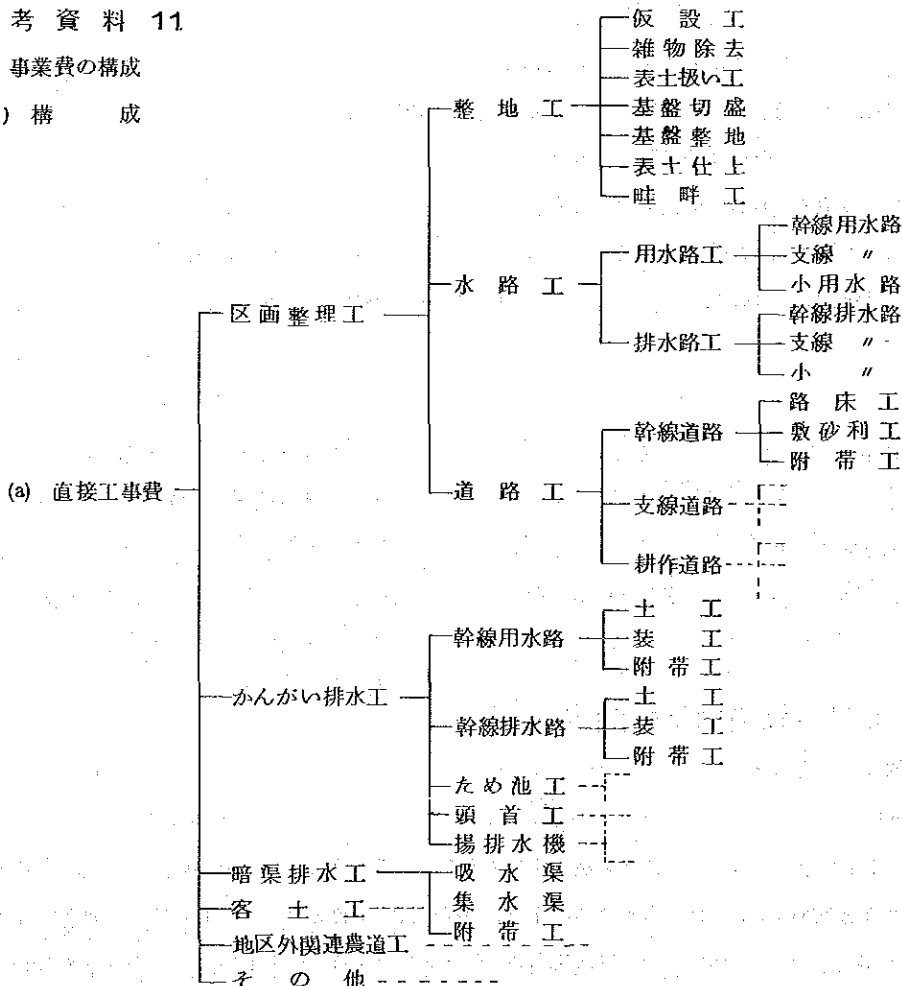 考資料 11
事業費の構成
) 構成
(a) 直接工事費
区画整理工
整地工
仮設工
雑物除去
表土扱い工
基盤切盛
基盤整地
表土仕上
畦畔工
水路工
用水路工
幹線用水路
支線 〃
小用水路
排水路工
幹線排水路
支線 〃
小 〃
道路工
幹線道路
路床工
敷砂利工
附帯工
支線道路
耕作道路
かんがい排水工
幹線用水路
土工
装工
附帯工
幹線排水路
土工
装工
附帯工
ため池工
頭首工
揚排水機
暗渠排水工
吸水渠
集水渠
附帯工
客土工
地区外関連農道工
その他